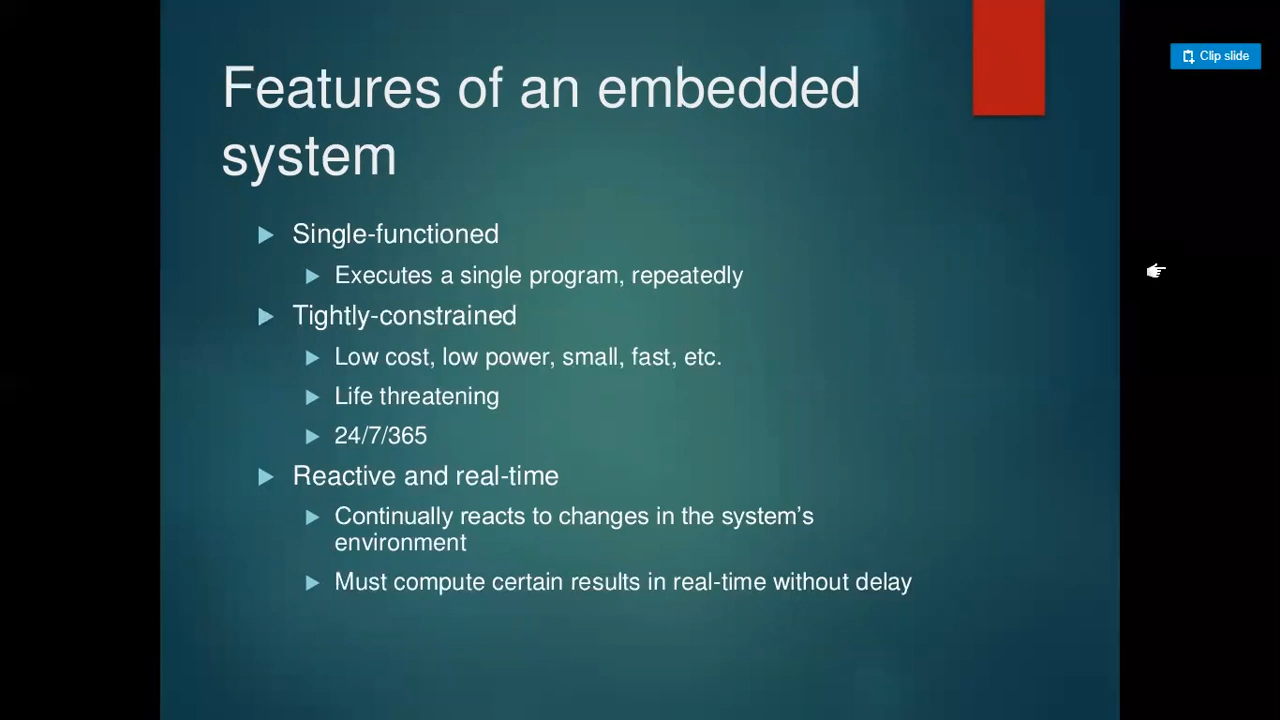 Clip slide
Features of an embedded
system
Single-functioned
Executes a single program, repeatedly
Tightly-constrained
Low cost, low power, small, fast, etc.
Life threatening
24/7/365
Reactive and real-time
Continually reacts to changes in the system’s
environment
Must compute certain results in real-time without delay